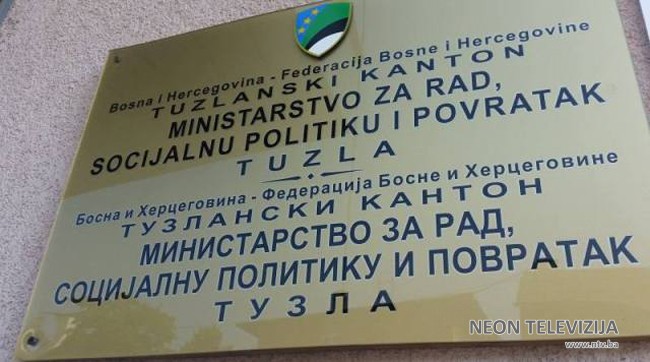 Bosna i Hercegovina - Federacija Bosne i Hercegovine
TUZLANSKI KANTON
MINISTARSTVO ZA RAD,
SOCIJALNU POLITIKU I POVRATAK
TUZLA
Босна и Херцеговина - Федерација Босне и Херцеговине
ТУЗЛАНСКИ КАНТОН
МИНИСТАРСТВО ЗА РАД,
СОЦИЈАЛНУ ПОЛИТИКУ И ПОВРАТАК
ТУЗЛА
NEON TELEVIZIJA
www.ntv.ba